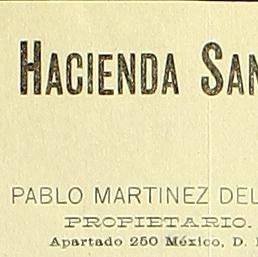 HACIENDA SAN
PABLO MARTINEZ DEL
PROPIETARIO.
Apartado 250 México, D.